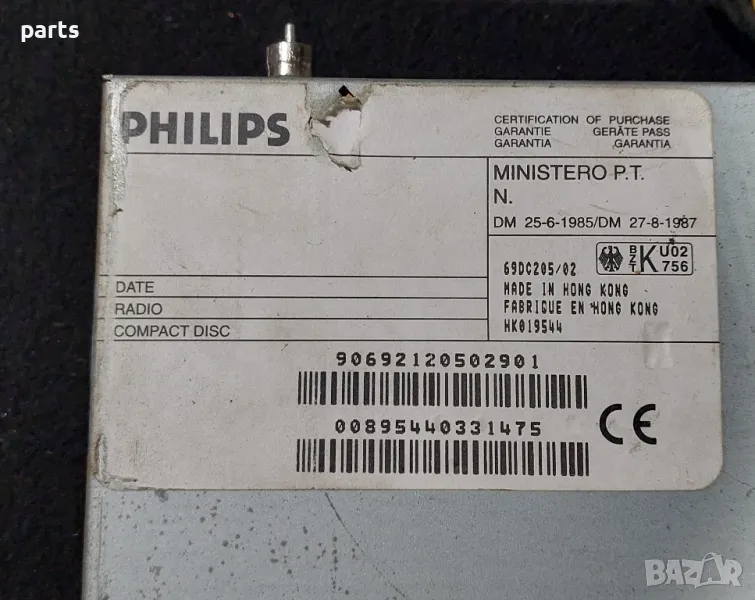 parts
PHILIPS
CERTIFICATION OF PURCHASE
GARANTIE GERÄTE PASS
GARANTIA GARANTIA
MINISTERO P.T.
N.
DM 25-6-1985/DM 27-8-1987
69DC205/02
BZT K U02 756
MADE IN HONG KONG
FABRIQUE EN HONG KONG
HK019544
DATE
RADIO
COMPACT DISC
90692120502901
00895440331475
CE
BAZAR